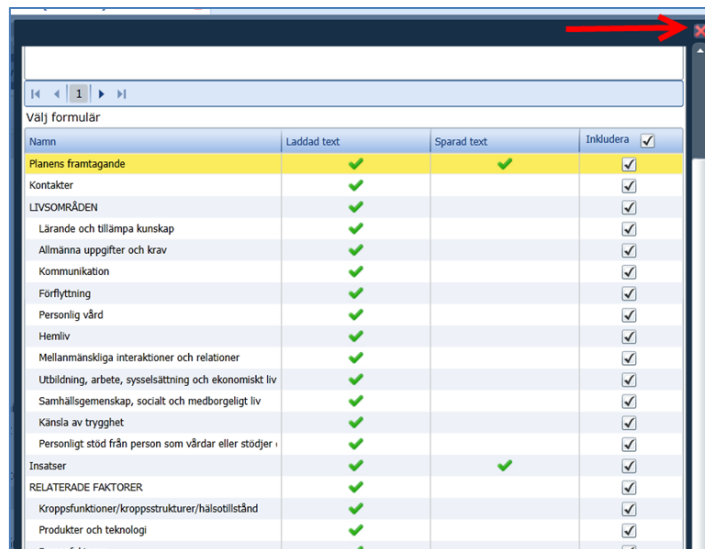 1
Välj formulär
Namn Laddad text Sparad text Inkludera
Planens framtagande
Kontakter
LIVSOMRÅDEN
Lärande och tillämpa kunskap
Allmänna uppgifter och krav
Kommunikation
Förflyttning
Personlig vård
Hemliv
Mellanmänskliga interaktioner och relationer
Utbildning, arbete, sysselsättning och ekonomiskt liv
Samhällsgemenskap, socialt och medborgeligt liv
Känsla av trygghet
Personligt stöd från person som vårdar eller stödjer
Insatser
RELATERADE FAKTORER
Kroppsfunktioner/kroppsstrukturer/hälsotillstånd
Produkter och teknologi